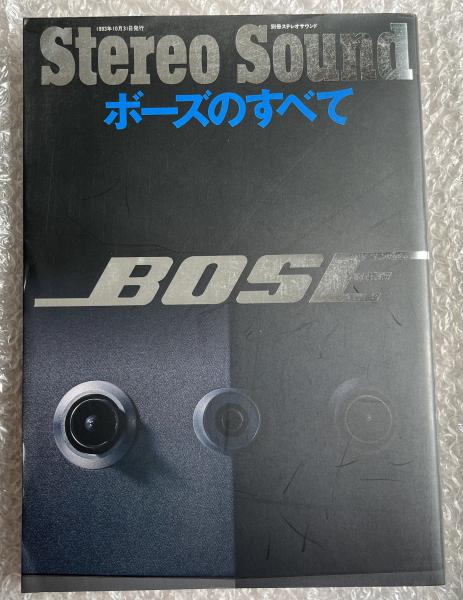 1993年10月31日発行
別冊ステレオサウンド
Stereo Sound
ボーズのすべて
BOSE